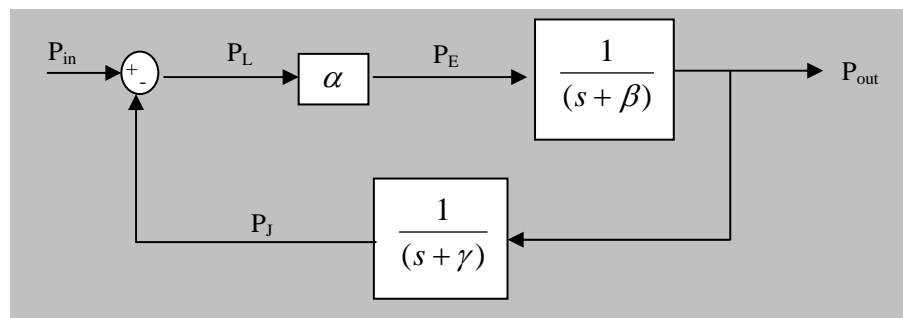 P_in + - P_L α P_E 1/(s + β) P_out
P_J 1/(s + γ)